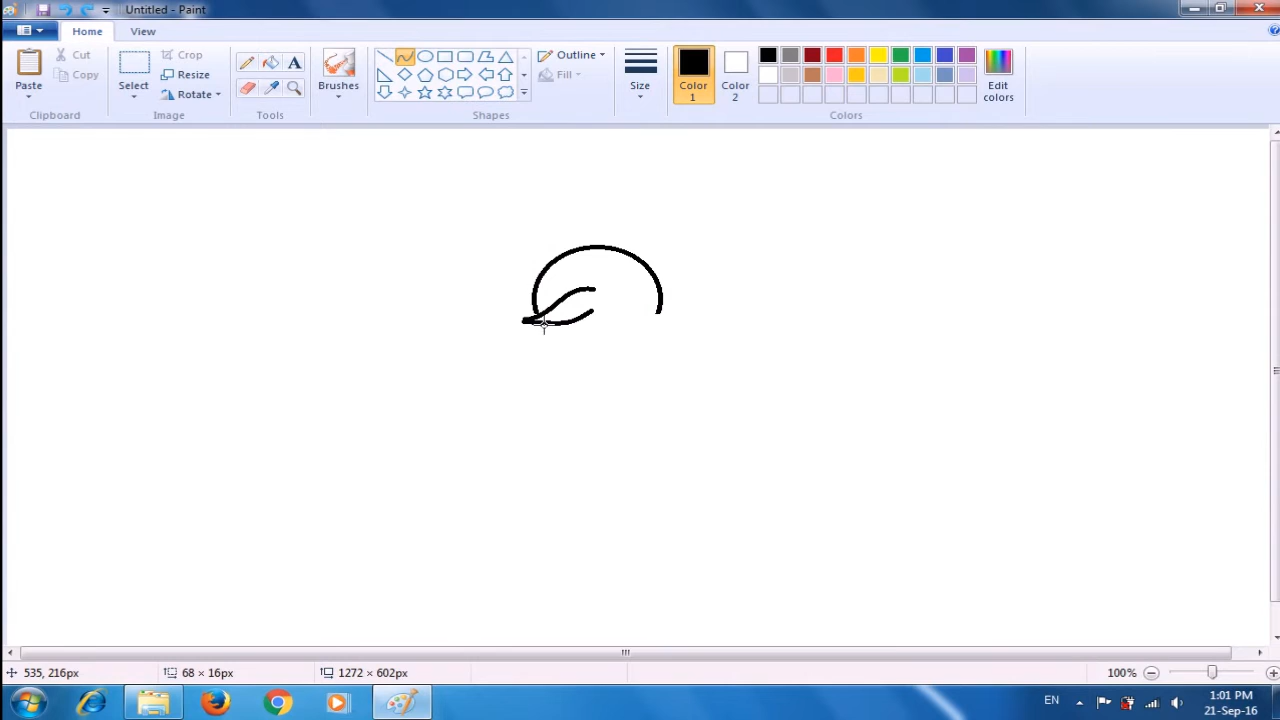 Untitled - Paint
Home View
Paste
Cut
Copy
Clipboard
Select
Crop
Resize
Rotate
Image
A
Tools
Brushes
Shapes
Outline
Fill
Size
Color 1
Color 2
Edit colors
Colors
535, 216px 68 × 16px 1272 × 602px 100%
EN 1:01 PM
21-Sep-16